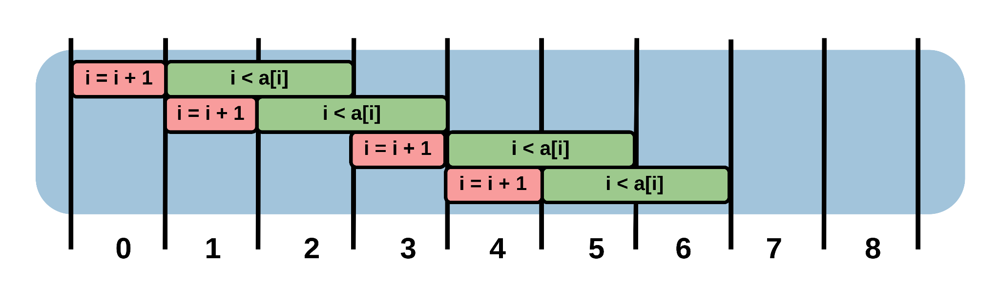 i = i + 1 i < a[i]
i = i + 1 i < a[i]
i = i + 1 i < a[i]
i = i + 1 i < a[i]
0 1 2 3 4 5 6 7 8